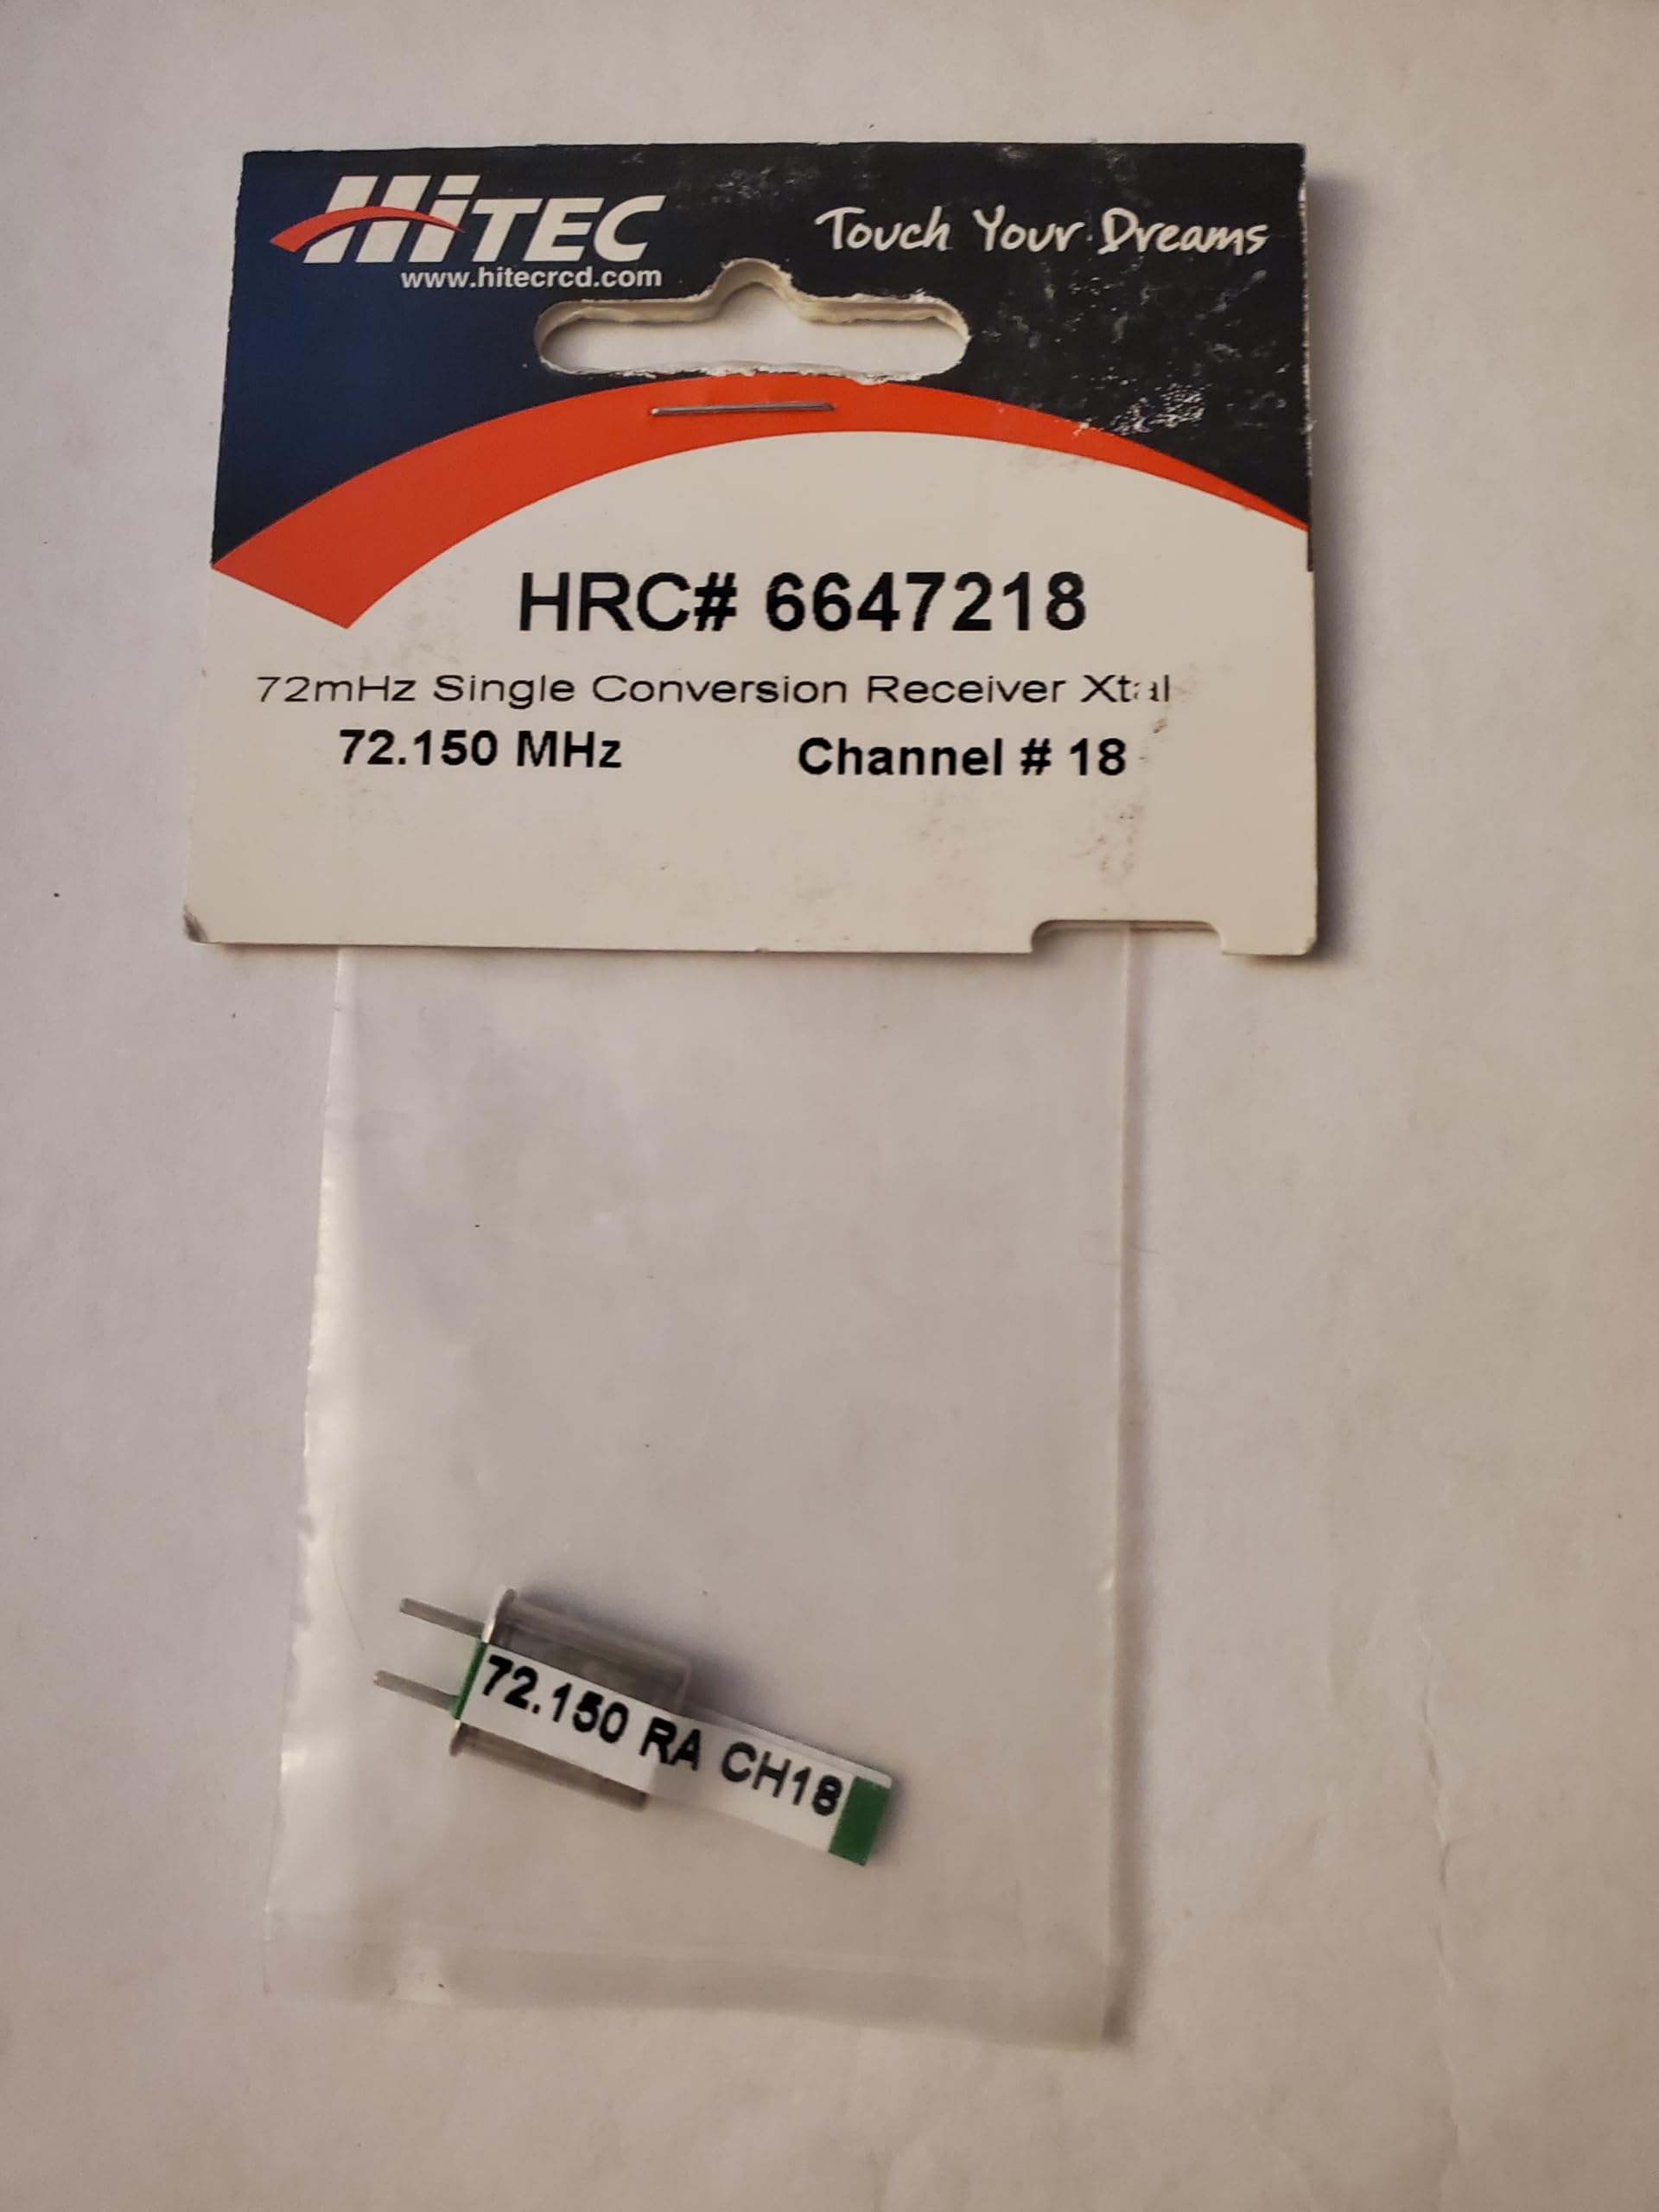 HiTEC
www.hitecrcd.com
Touch Your Dreams
HRC# 6647218
72mHz Single Conversion Receiver Xtal
72.150 MHz Channel # 18
72.150 RA CH18